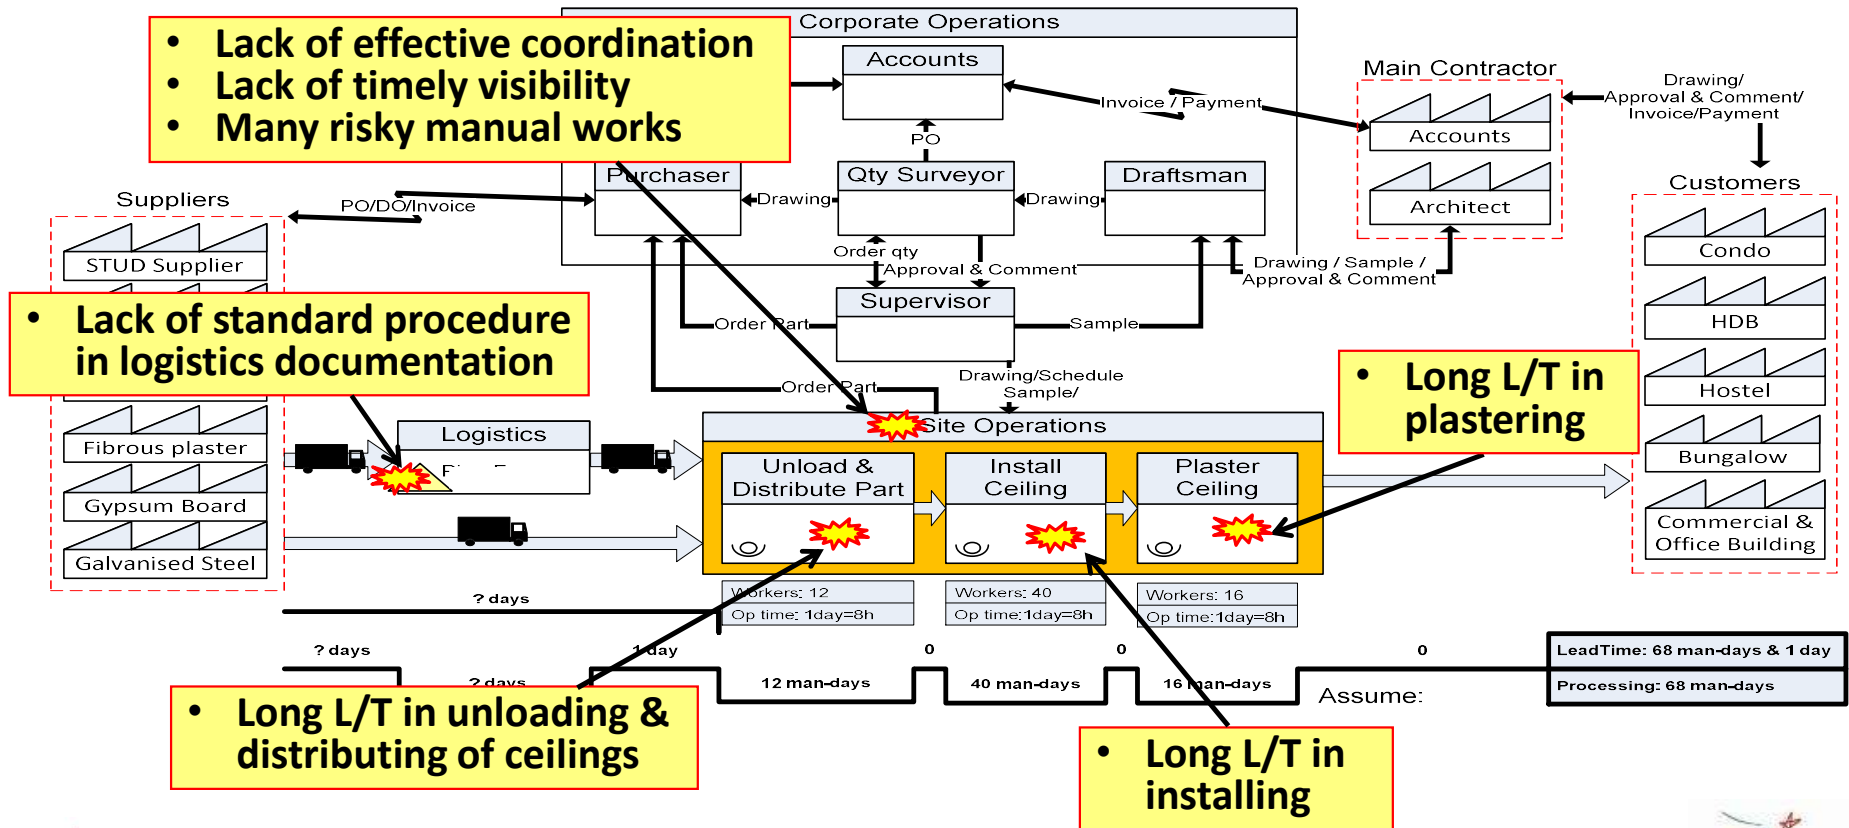 Corporate Operations
• Lack of effective coordination
• Lack of timely visibility
• Many risky manual works
Accounts
Invoice / Payment
PO
Main Contractor
Accounts
Architect
Drawing/
Approval & Comment/
Invoice/Payment
Suppliers
PO/DO/Invoice
Purchaser
Drawing
Qty Surveyor
Drawing
Draftsman
Customers
STUD Supplier
Order qty
Approval & Comment
Drawing / Sample /
Approval & Comment
Condo
• Lack of standard procedure
in logistics documentation
Supervisor
Order Part
Sample
HDB
Order Part
Drawing/Schedule
Sample/
• Long L/T in
plastering
Hostel
Fibrous plaster
Logistics
Site Operations
Bungalow
Gypsum Board
Unload &
Distribute Part
Install
Ceiling
Plaster
Ceiling
Galvanised Steel
Commercial &
Office Building
? days
Workers: 12
Op time: 1day=8h
Workers: 40
Op time:1day=8h
Workers: 16
Op time:1day=8h
? days
1 day
0
0
0
LeadTime: 68 man-days & 1 day
? days
12 man-days
40 man-days
16 man-days
Assume:
Processing: 68 man-days
• Long L/T in unloading &
distributing of ceilings
• Long L/T in
installing